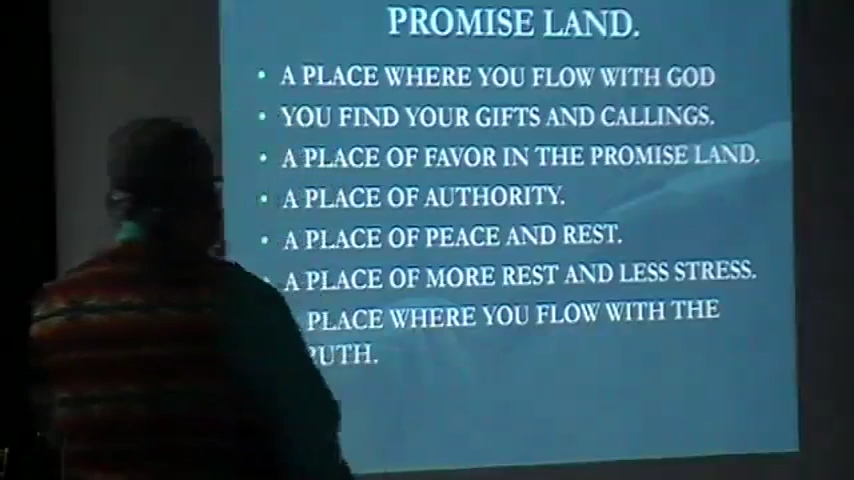 PROMISE LAND.
• A PLACE WHERE YOU FLOW WITH GOD
• YOU FIND YOUR GIFTS AND CALLINGS.
• A PLACE OF FAVOR IN THE PROMISE LAND.
• A PLACE OF AUTHORITY.
• A PLACE OF PEACE AND REST.
• A PLACE OF MORE REST AND LESS STRESS.
PLACE WHERE YOU FLOW WITH THE
RUTH.